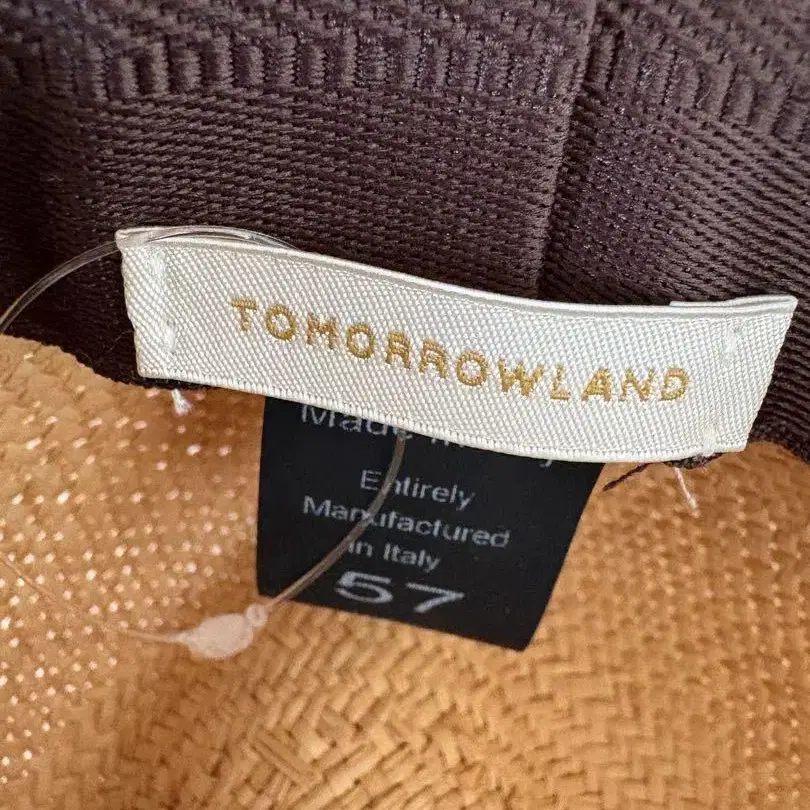 TOMORROWLAND
Made
Entirely
Manufactured
in Italy
57